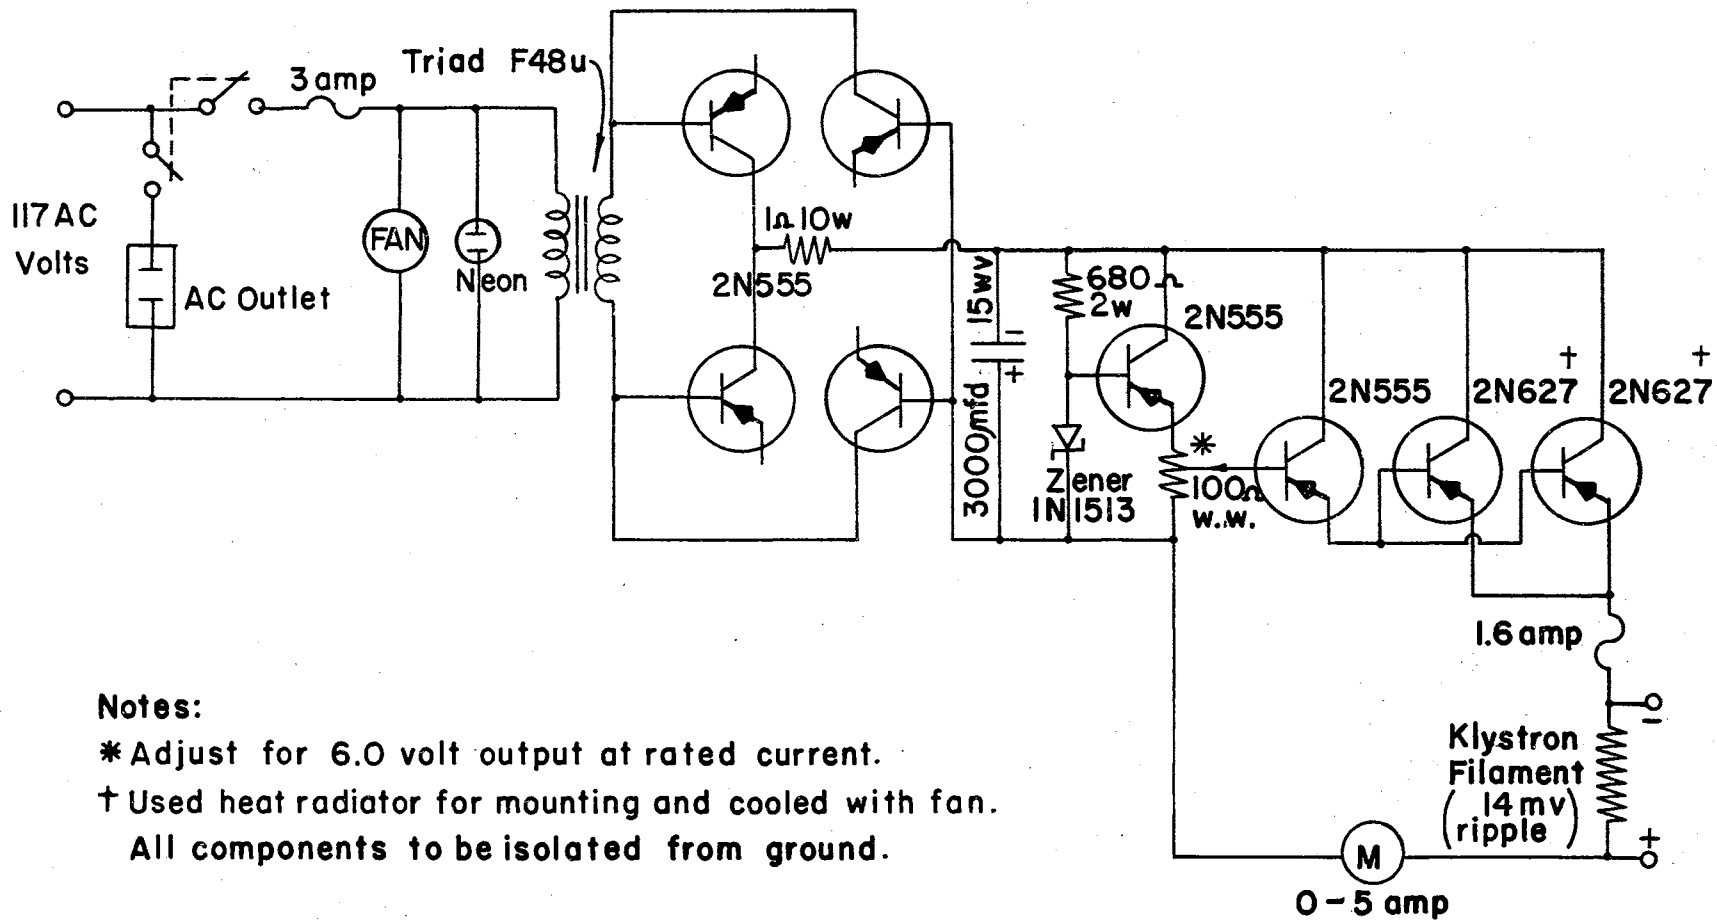 Triad F48u
3 amp
117 AC
Volts
AC Outlet
FAN
Neon
1Ω 10w
2N555
15wv
3000mfd
−
+
680Ω
2w
2N555
Zener
1N1513
*
100Ω
w.w.
2N555
†
2N627
†
2N627
1.6 amp
−
Klystron
Filament
(14mv
ripple)
+
M
0-5 amp
Notes:
* Adjust for 6.0 volt output at rated current.
† Used heat radiator for mounting and cooled with fan.
All components to be isolated from ground.